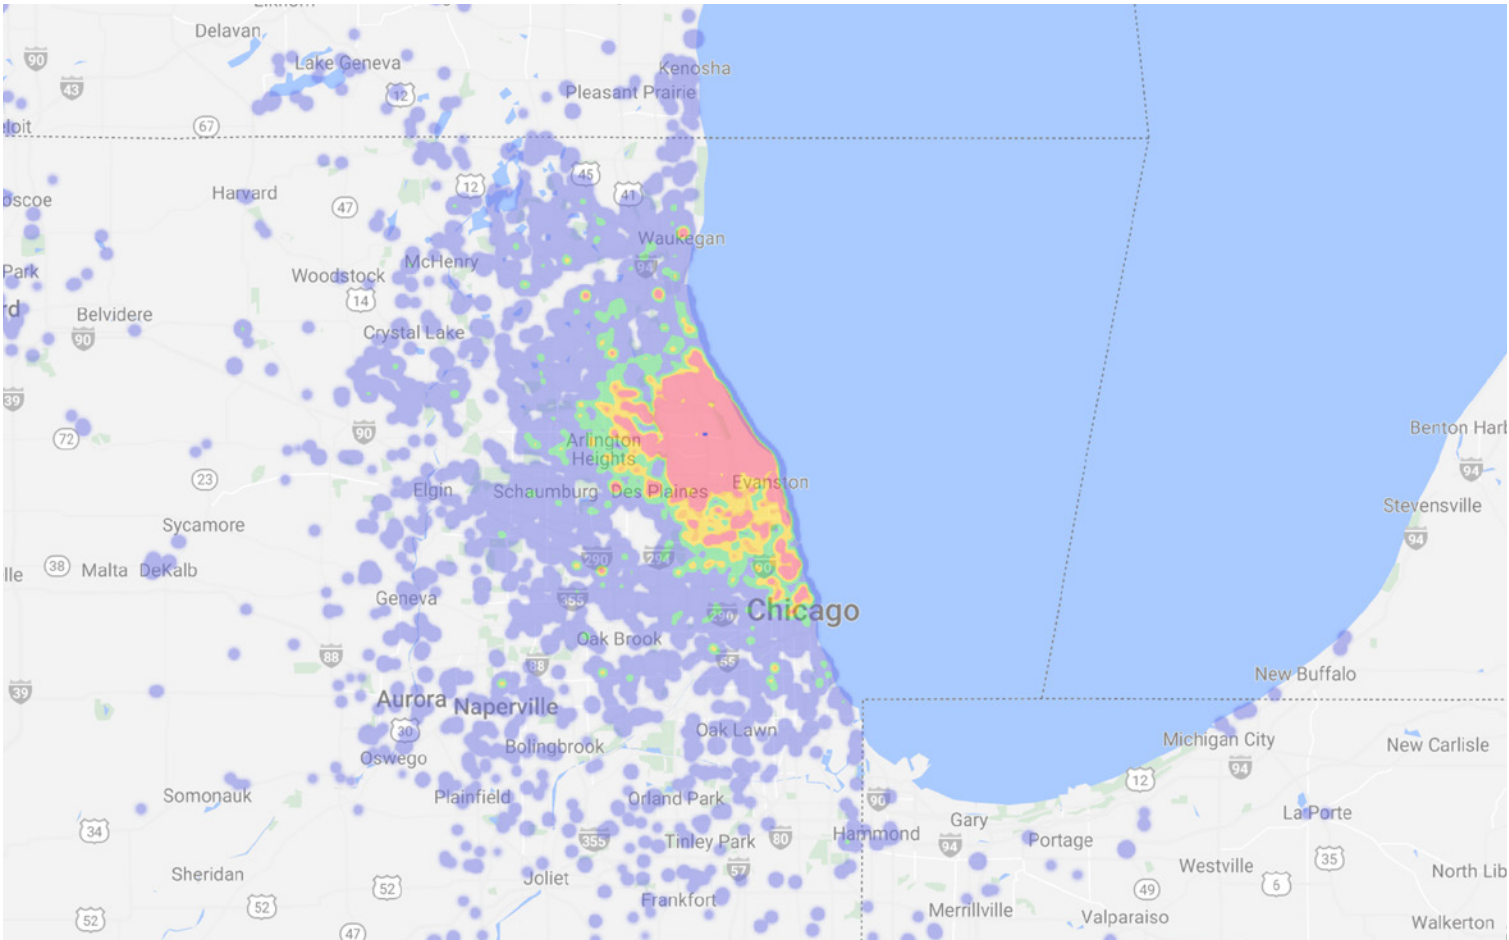 Delavan
90
Lake Geneva
43
12
Kenosha
Pleasant Prairie
67
Harvard
47
12
45
41
Waukegan
94
McHenry
Woodstock
14
Belvidere
90
Crystal Lake
39
72
90
Arlington
Heights
Benton Harb
94
23
Elgin
Schaumburg
Des Plaines
Evanston
Stevensville
94
Sycamore
38
Malta
DeKalb
290
294
90
Geneva
355
290
Chicago
Oak Brook
88
88
55
New Buffalo
39
Aurora
Naperville
30
Oak Lawn
Bolingbrook
Oswego
Michigan City
New Carlisle
94
12
Somonauk
Plainfield
Orland Park
90
La Porte
Gary
34
355
Tinley Park
80
Hammond
94
Portage
35
Westville
57
Sheridan
Joliet
52
North Lib
6
49
Frankfort
52
52
Merrillville
Valparaiso
Walkerton
47